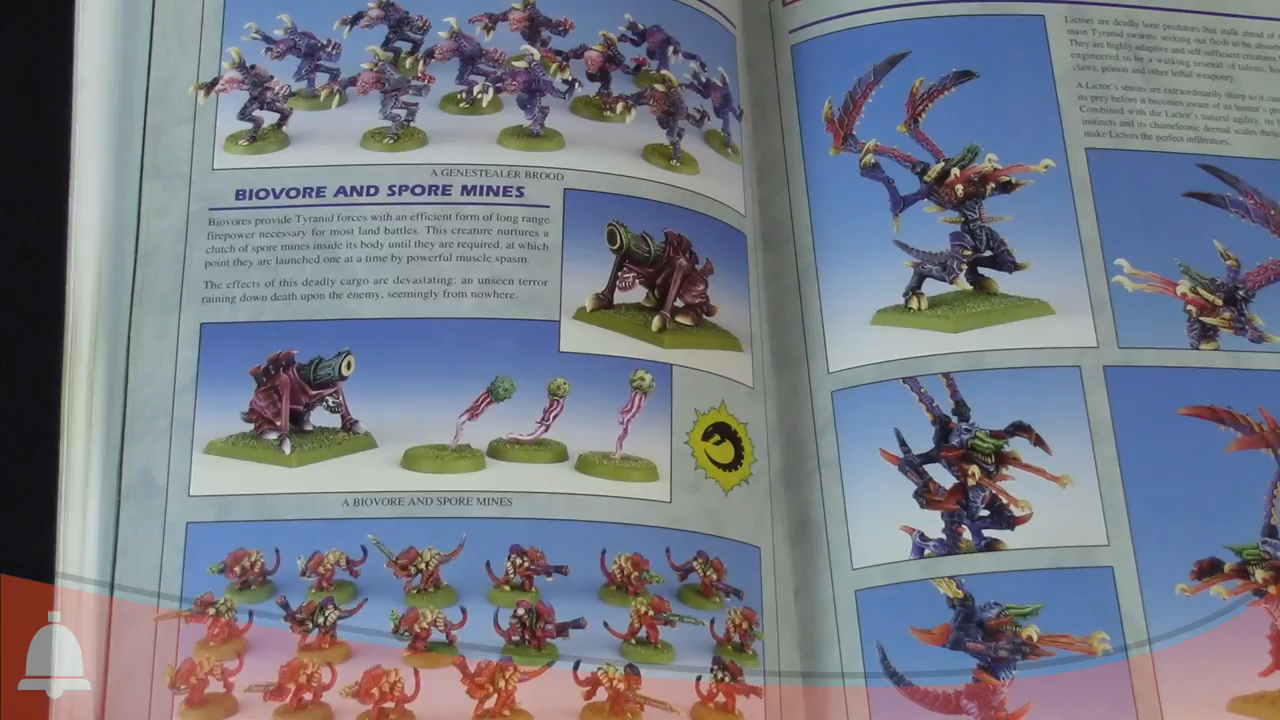 A GENESTEALER BROOD
BIOVORE AND SPORE MINES
Biovores provide Tyranid forces with an efficient form of long range
firepower necessary for most land battles. This creature nurtures a
clutch of spore mines inside its body until they are required, at which
point they are launched one at a time by powerful muscle spasm.
The effects of this deadly cargo are devastating: an unseen terror
raining down death upon the enemy, seemingly from nowhere.
A BIOVORE AND SPORE MINES
Lictors are deadly lone predators that stalk ahead of
main Tyranid swarms seeking out flesh to be
They are highly adaptive and self sufficient creatures
engineered to be a walking arsenal of talons,
claws, poison and other lethal weaponry.
A Lictor's senses are extraordinarily sharp so it can
its prey before it becomes aware of its hunter's
Combined with the Lictor's natural agility, its
instincts and its chameleonic dermal scales these
make Lictors the perfect infiltrators.